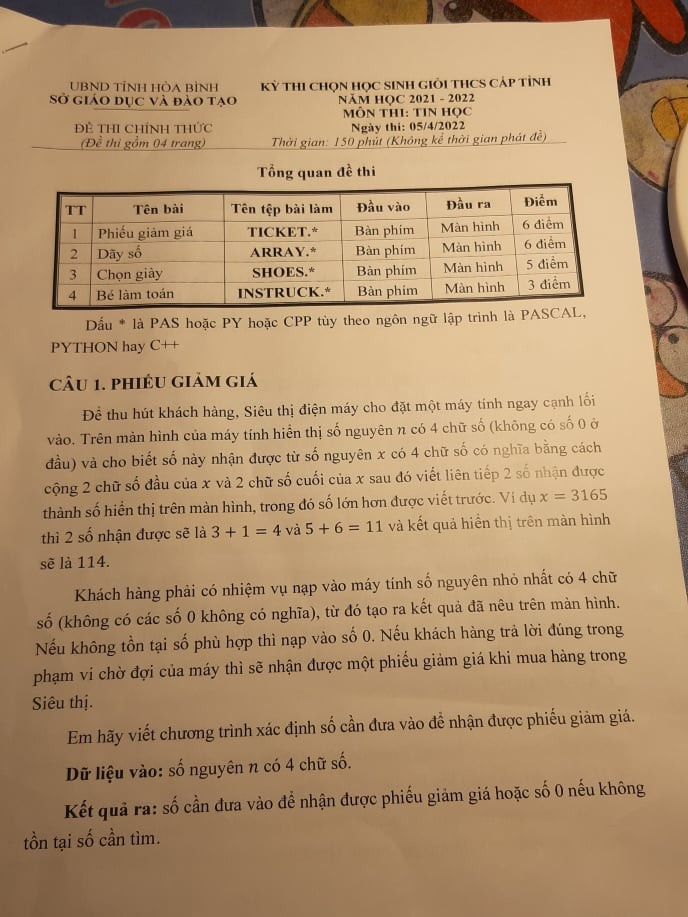 UBND TỈNH HÒA BÌNH
SỞ GIÁO DỤC VÀ ĐÀO TẠO
ĐỀ THI CHÍNH THỨC
(Đề thi gồm 04 trang)
KỲ THI CHỌN HỌC SINH GIỎI THCS CẤP TỈNH
NĂM HỌC 2021 - 2022
MÔN THI: TIN HỌC
Ngày thi: 05/4/2022
Thời gian: 150 phút (Không kể thời gian phát đề)
Tổng quan đề thi
TT Tên bài Tên tệp bài làm Đầu vào Đầu ra Điểm
1 Phiếu giảm giá TICKET.* Bàn phím Màn hình 6 điểm
2 Dãy số ARRAY.* Bàn phím Màn hình 6 điểm
3 Chọn giày SHOES.* Bàn phím Màn hình 5 điểm
4 Bé làm toán INSTRUCK.* Bàn phím Màn hình 3 điểm
Dấu * là PAS hoặc PY hoặc CPP tùy theo ngôn ngữ lập trình là PASCAL,
PYTHON hay C++
CÂU 1. PHIẾU GIẢM GIÁ
Để thu hút khách hàng, Siêu thị điện máy cho đặt một máy tính ngay cạnh lối
vào. Trên màn hình của máy tính hiển thị số nguyên n có 4 chữ số (không có số 0 ở
đầu) và cho biết số này nhận được từ số nguyên x có 4 chữ số có nghĩa bằng cách
cộng 2 chữ số đầu của x và 2 chữ số cuối của x sau đó viết liên tiếp 2 số nhận được
thành số hiển thị trên màn hình, trong đó số lớn hơn được viết trước. Ví dụ x = 3165
thì 2 số nhận được sẽ là 3 + 1 = 4 và 5 + 6 = 11 và kết quả hiển thị trên màn hình
sẽ là 114.
Khách hàng phải có nhiệm vụ nạp vào máy tính số nguyên nhỏ nhất có 4 chữ
số (không có các số 0 không có nghĩa), từ đó tạo ra kết quả đã nêu trên màn hình.
Nếu không tồn tại số phù hợp thì nạp vào số 0. Nếu khách hàng trả lời đúng trong
phạm vi chờ đợi của máy thì sẽ nhận được một phiếu giảm giá khi mua hàng trong
Siêu thị.
Em hãy viết chương trình xác định số cần đưa vào để nhận được phiếu giảm giá.
Dữ liệu vào: số nguyên n có 4 chữ số.
Kết quả ra: số cần đưa vào để nhận được phiếu giảm giá hoặc số 0 nếu không
tồn tại số cần tìm.